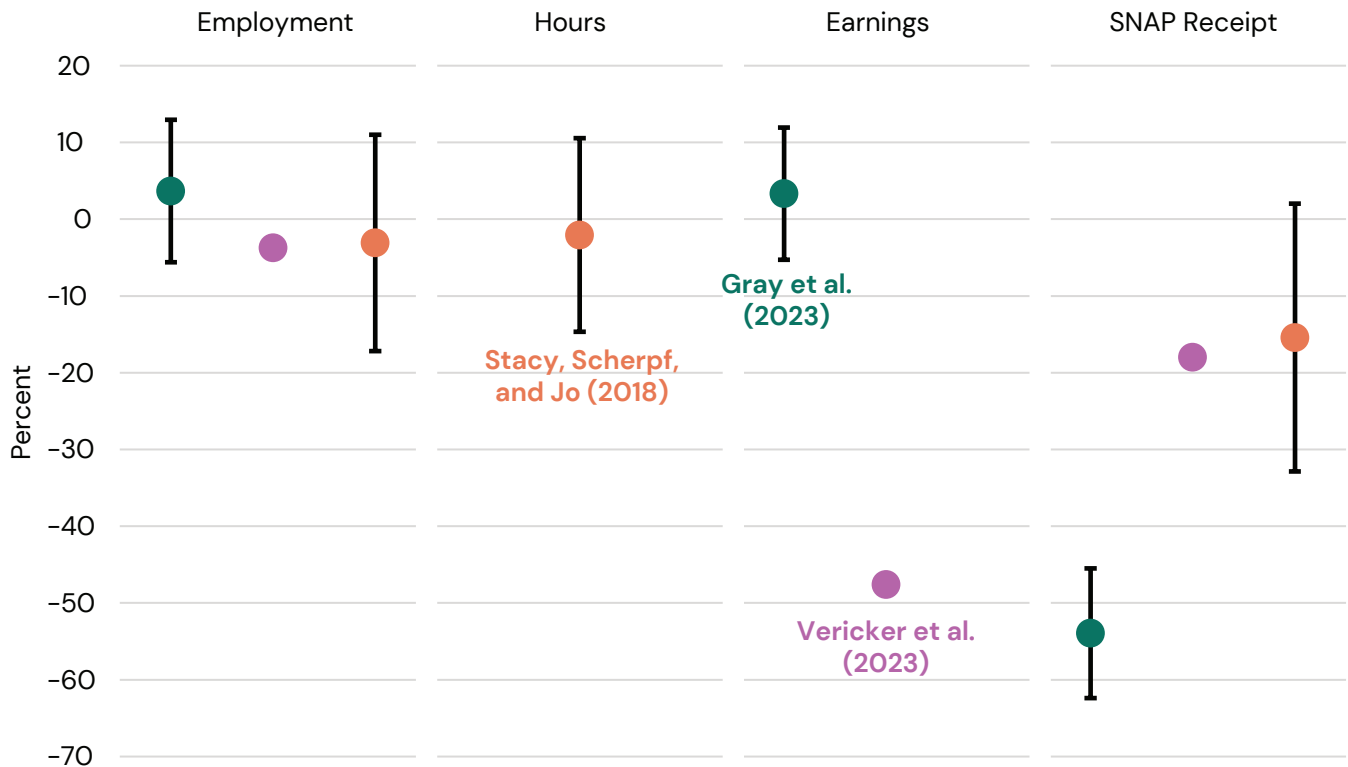 Employment
Hours
Earnings
SNAP Receipt
20
10
0
-10
-20
-30
-40
-50
-60
-70
Percent
Gray et al.
(2023)
Stacy, Scherpf,
and Jo (2018)
Vericker et al.
(2023)